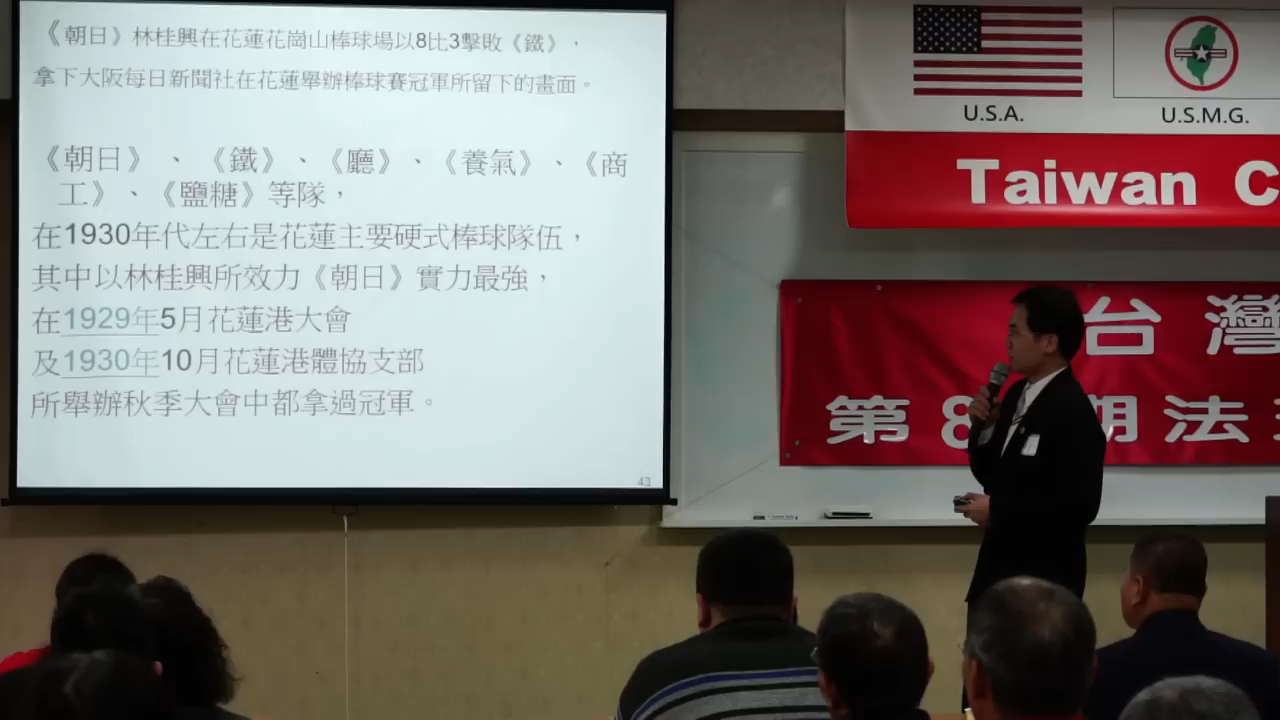 《朝日》林桂興在花蓮花崗山棒球場以8比3擊敗《鐵》，
拿下大阪每日新聞社在花蓮舉辦棒球賽冠軍所留下的畫面。
《朝日》、《鐵》、《廳》、《養氣》、《商
工》、《鹽糖》等隊，
在1930年代左右是花蓮主要硬式棒球隊伍，
其中以林桂興所效力《朝日》實力最強，
在1929年5月花蓮港大會
及1930年10月花蓮港體協支部
所舉辦秋季大會中都拿過冠軍。
43
U.S.A.
U.S.M.G.
Taiwan C
台灣
第8期法